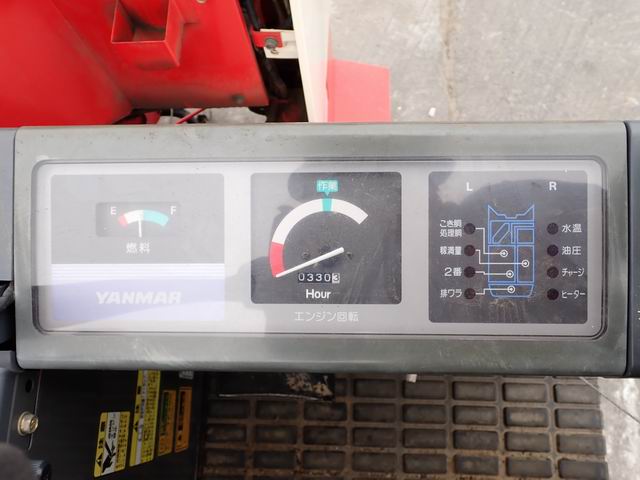 E F
燃料
YANMAR
作業
03303
Hour
エンジン回転
L R
こき胴
処理胴
穀満量
2番
排ワラ
水温
油圧
チャージ
ヒーター